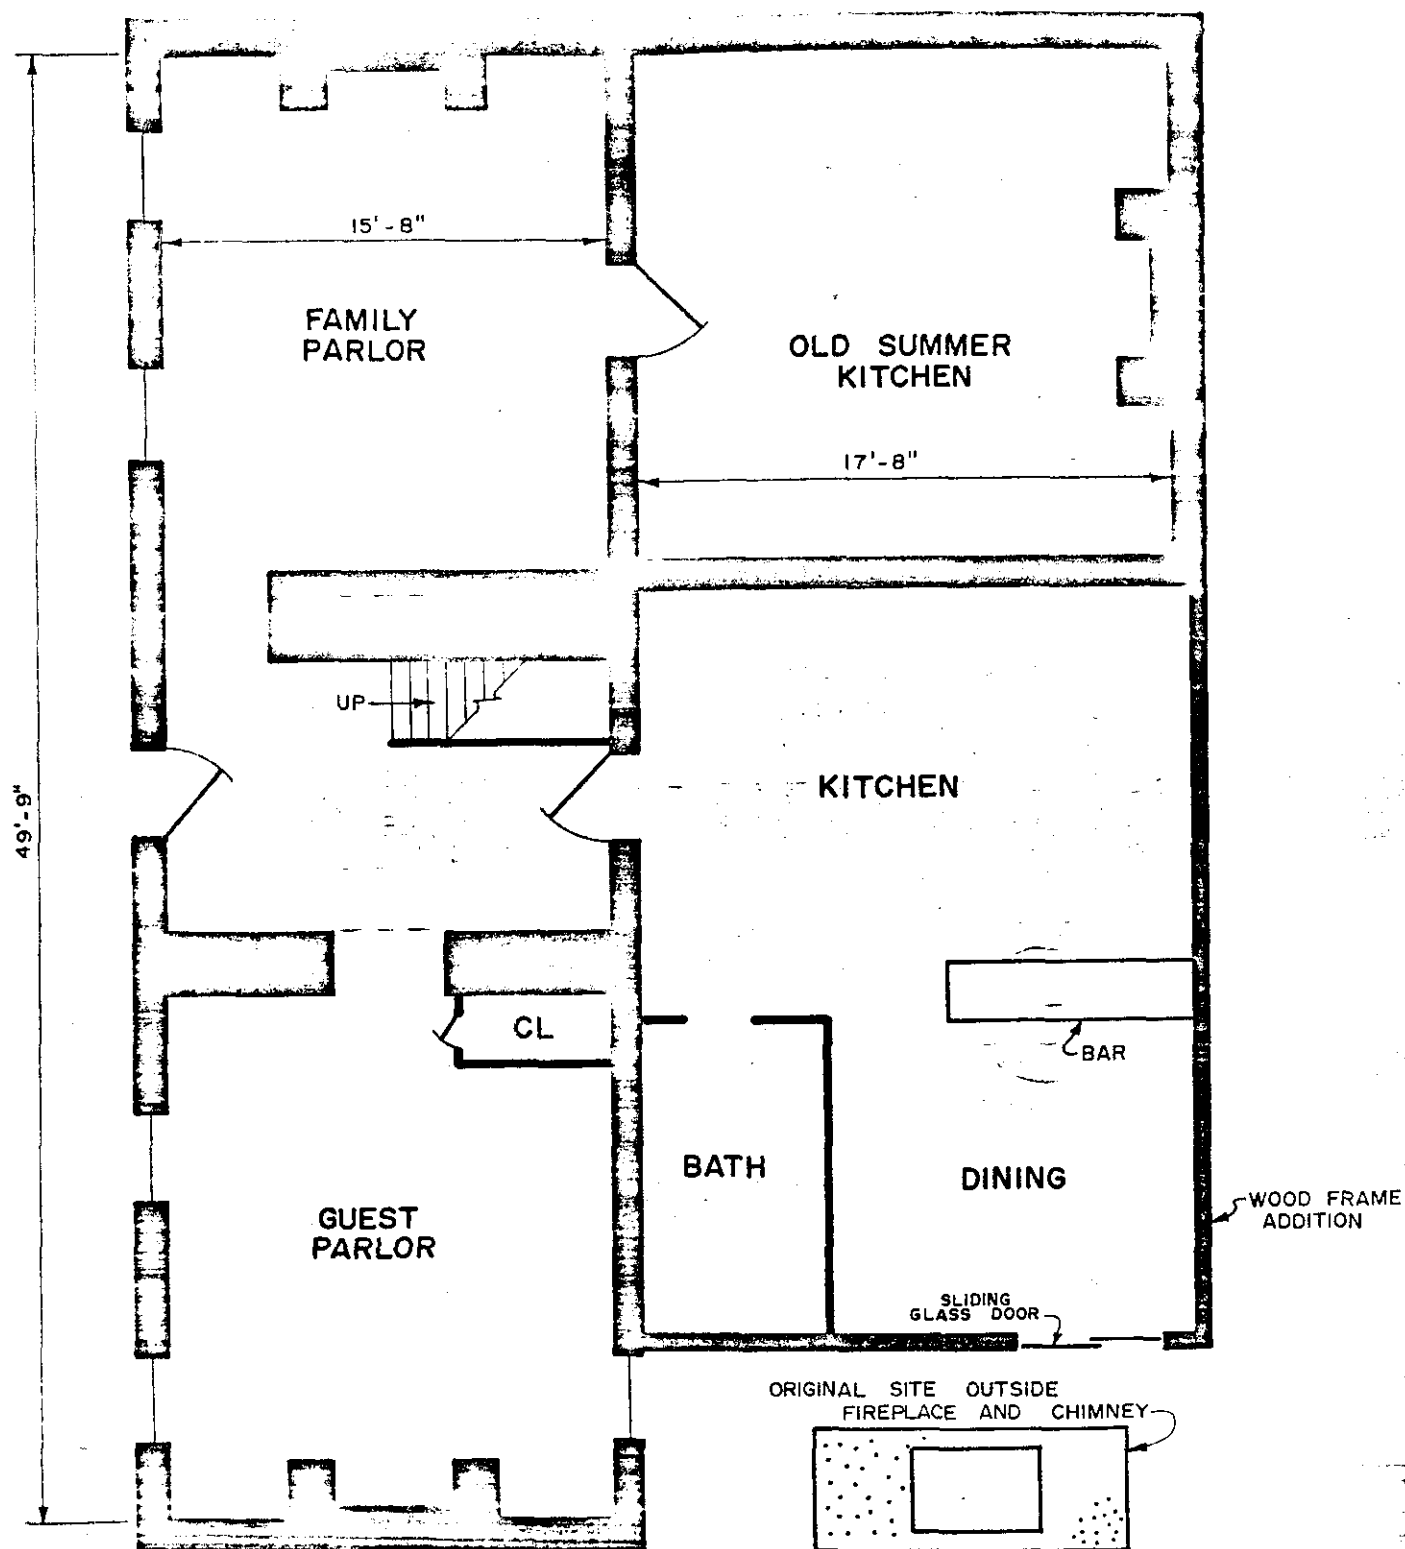 15'-8"
FAMILY
PARLOR
OLD SUMMER
KITCHEN
17'-8"
UP
KITCHEN
49'-9"
CL
BAR
BATH
DINING
WOOD FRAME
ADDITION
GUEST
PARLOR
SLIDING
GLASS DOOR
ORIGINAL SITE OUTSIDE
FIREPLACE AND CHIMNEY